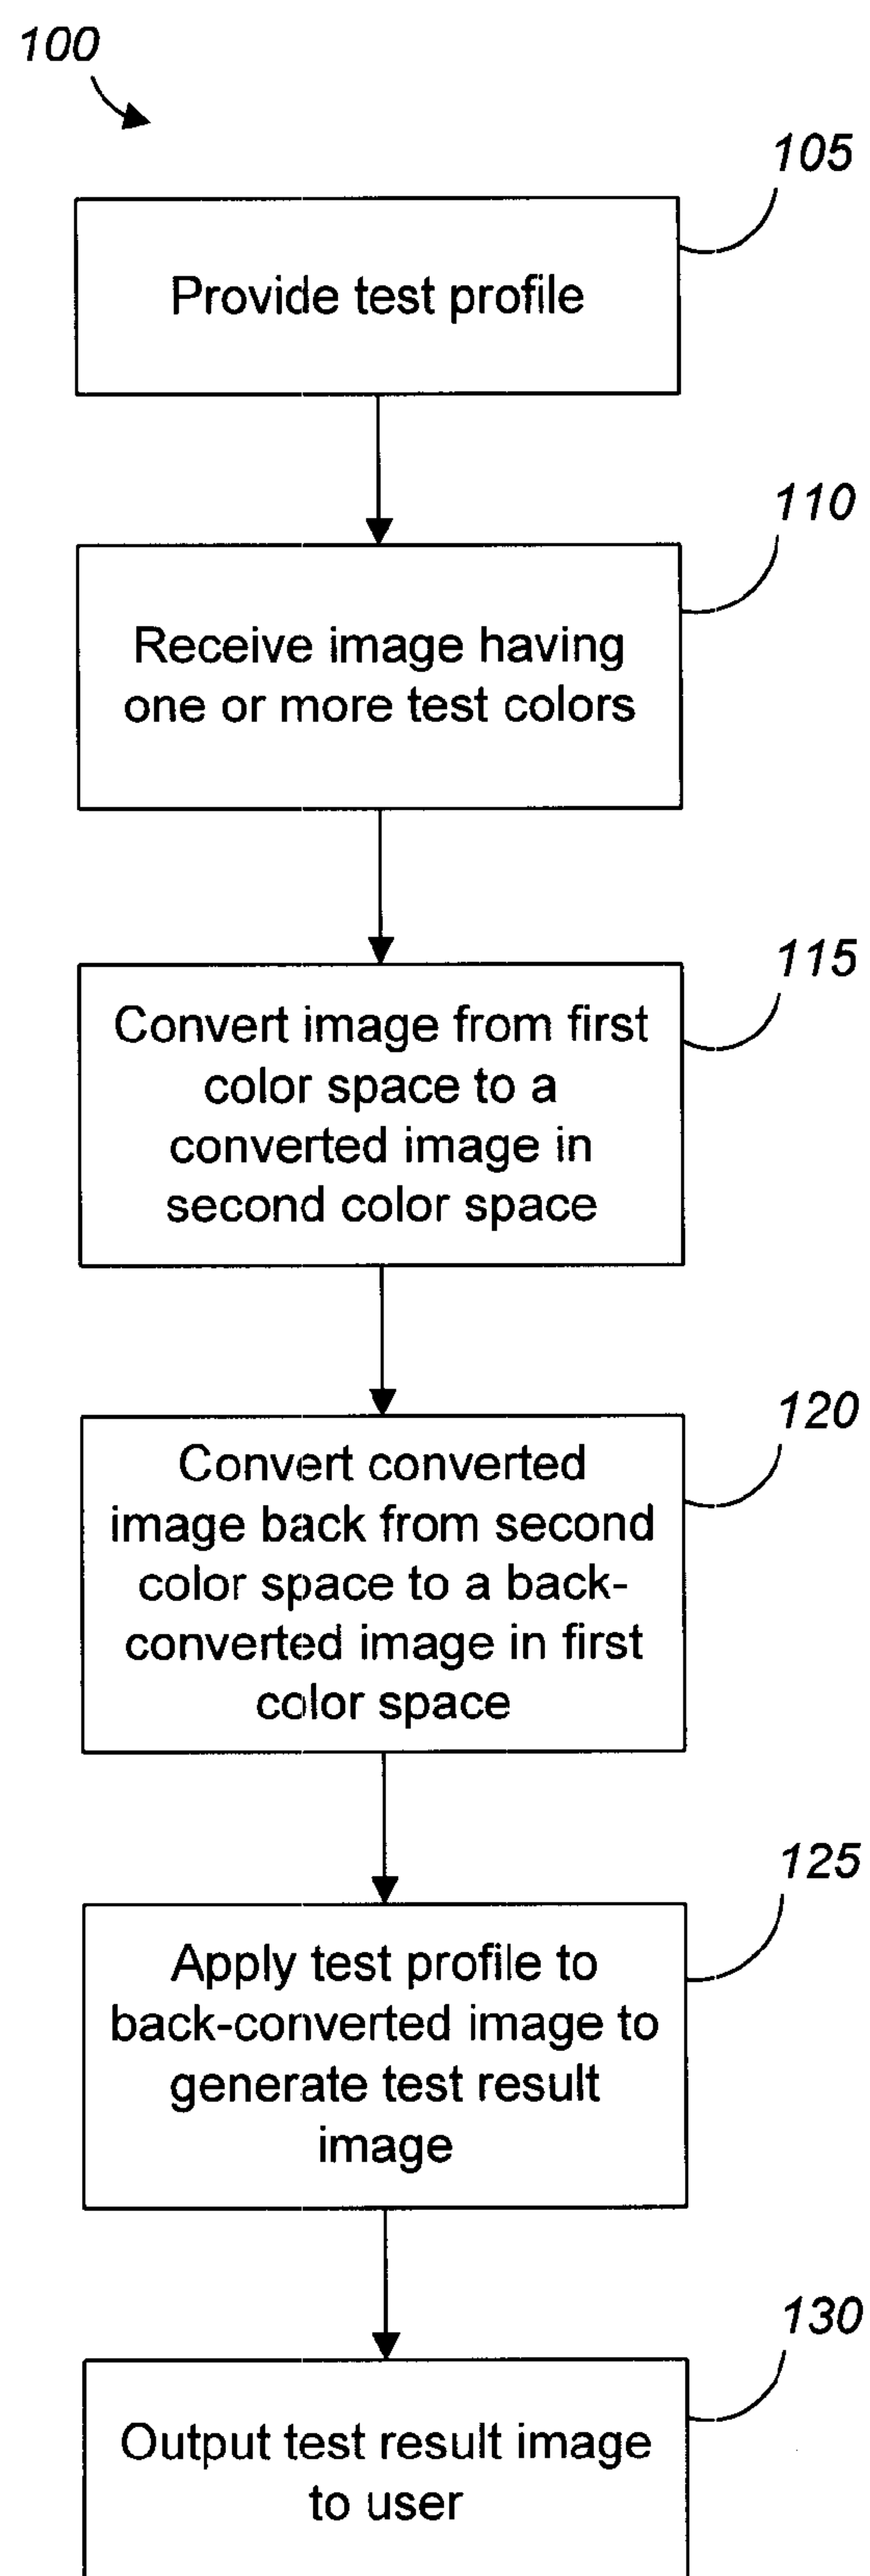 100
105
Provide test profile
110
Receive image having
one or more test colors
115
Convert image from first
color space to a
converted image in
second color space
120
Convert converted
image back from second
color space to a back-
converted image in first
color space
125
Apply test profile to
back-converted image to
generate test result
image
130
Output test result image
to user